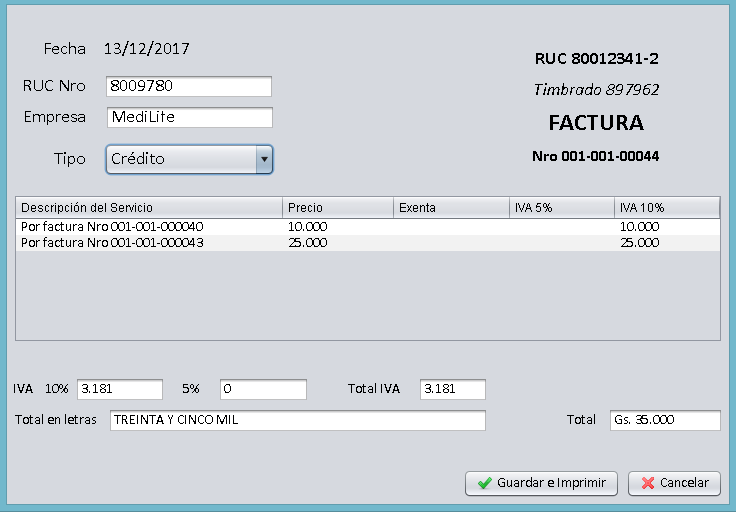 Fecha 13/12/2017
RUC 80012341-2
RUC Nro 8009780
Timbrado 897962
Empresa MediLite
FACTURA
Tipo Crédito
Nro 001-001-00044
Descripción del Servicio Precio Exenta IVA 5% IVA 10%
Por factura Nro 001-001-000040 10.000 10.000
Por factura Nro 001-001-000043 25.000 25.000
IVA 10% 3.181 5% 0 Total IVA 3.181
Total en letras TREINTA Y CINCO MIL Total Gs. 35.000
Guardar e Imprimir Cancelar